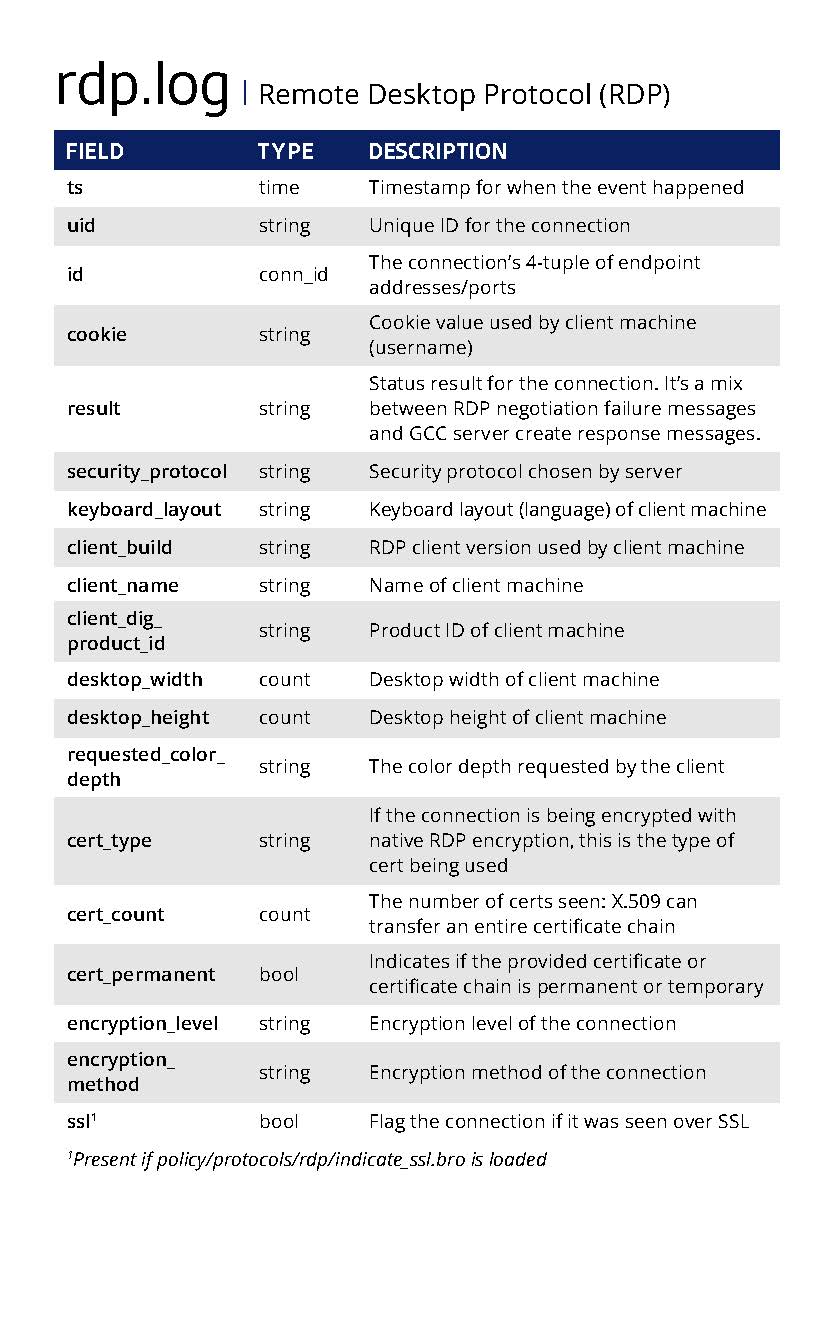 rdp.log | Remote Desktop Protocol (RDP)
FIELD TYPE DESCRIPTION
ts time Timestamp for when the event happened
uid string Unique ID for the connection
id conn_id The connection’s 4-tuple of endpoint
addresses/ports
cookie string Cookie value used by client machine
(username)
result string Status result for the connection. It’s a mix
between RDP negotiation failure messages
and GCC server create response messages.
security_protocol string Security protocol chosen by server
keyboard_layout string Keyboard layout (language) of client machine
client_build string RDP client version used by client machine
client_name string Name of client machine
client_dig_
product_id string Product ID of client machine
desktop_width count Desktop width of client machine
desktop_height count Desktop height of client machine
requested_color_
depth string The color depth requested by the client
cert_type string If the connection is being encrypted with
native RDP encryption, this is the type of
cert being used
cert_count count The number of certs seen: X.509 can
transfer an entire certificate chain
cert_permanent bool Indicates if the provided certificate or
certificate chain is permanent or temporary
encryption_level string Encryption level of the connection
encryption_
method string Encryption method of the connection
ssl¹ bool Flag the connection if it was seen over SSL
¹Present if policy/protocols/rdp/indicate_ssl.bro is loaded